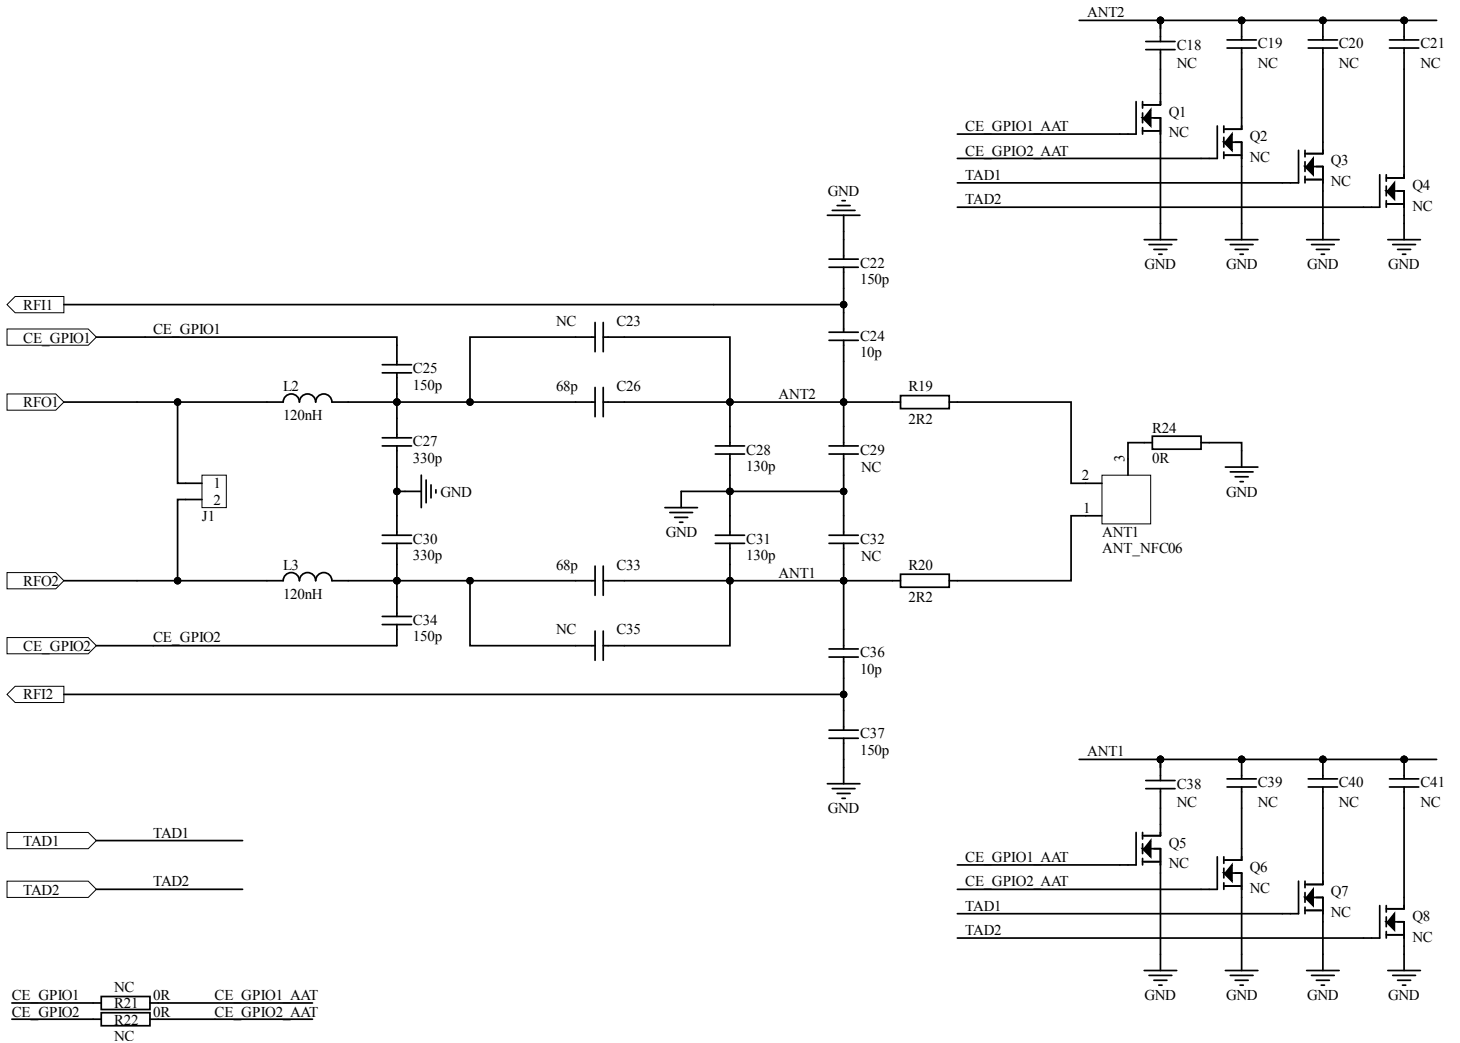 ANT2
C18
NC
C19
NC
C20
NC
C21
NC
Q1
NC
Q2
NC
Q3
NC
Q4
NC
CE_GPIO1_AAT
CE_GPIO2_AAT
TAD1
TAD2
GND
GND
GND
GND
GND
C22
150p
RFI1
CE_GPIO1
CE_GPIO1
NC
C23
C24
10p
C25
150p
RFO1
L2
120nH
68p
C26
ANT2
R19
2R2
C27
330p
C28
130p
C29
NC
R24
0R
3
GND
2
1
ANT1
ANT_NFC06
1
2
J1
GND
GND
C30
330p
C31
130p
C32
NC
RFO2
L3
120nH
68p
C33
ANT1
R20
2R2
C34
150p
CE_GPIO2
CE_GPIO2
NC
C35
C36
10p
RFI2
C37
150p
GND
ANT1
C38
NC
C39
NC
C40
NC
C41
NC
Q5
NC
Q6
NC
Q7
NC
Q8
NC
CE_GPIO1_AAT
CE_GPIO2_AAT
TAD1
TAD2
GND
GND
GND
GND
TAD1
TAD1
TAD2
TAD2
NC
CE_GPIO1
R21
0R
CE_GPIO1_AAT
CE_GPIO2
R22
0R
CE_GPIO2_AAT
NC